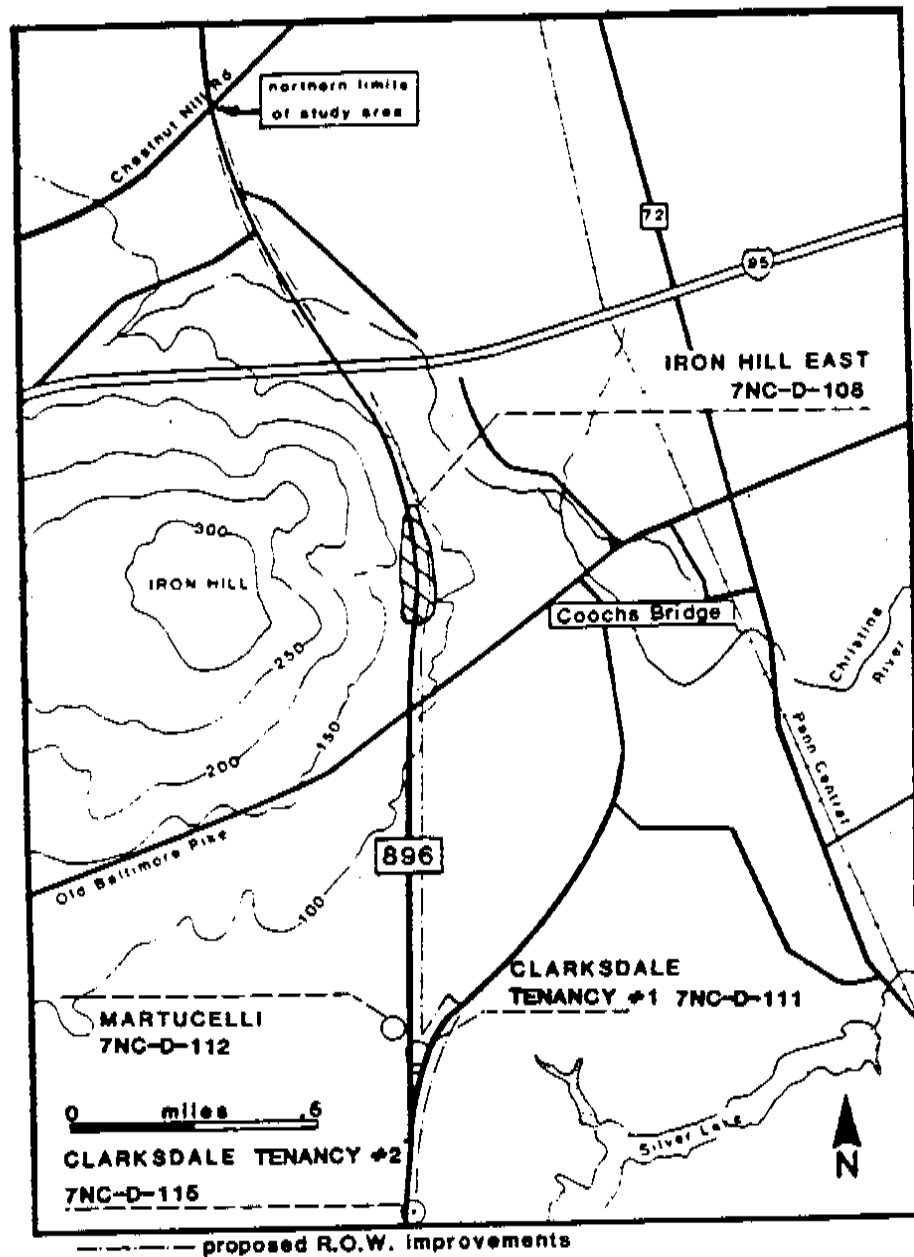 Chestnut Hill Rd
northern limits
of study area
72
95
IRON HILL EAST
7NC-D-108
300
IRON HILL
Coochs Bridge
Christina
River
250
150
200
Penn Central
Old Baltimore Pike
896
100
CLARKSDALE
TENANCY #1 7NC-D-111
MARTUCELLI
7NC-D-112
0 miles .5
Silver Lake
N
CLARKSDALE TENANCY #2
7NC-D-115
proposed R.O.W. improvements